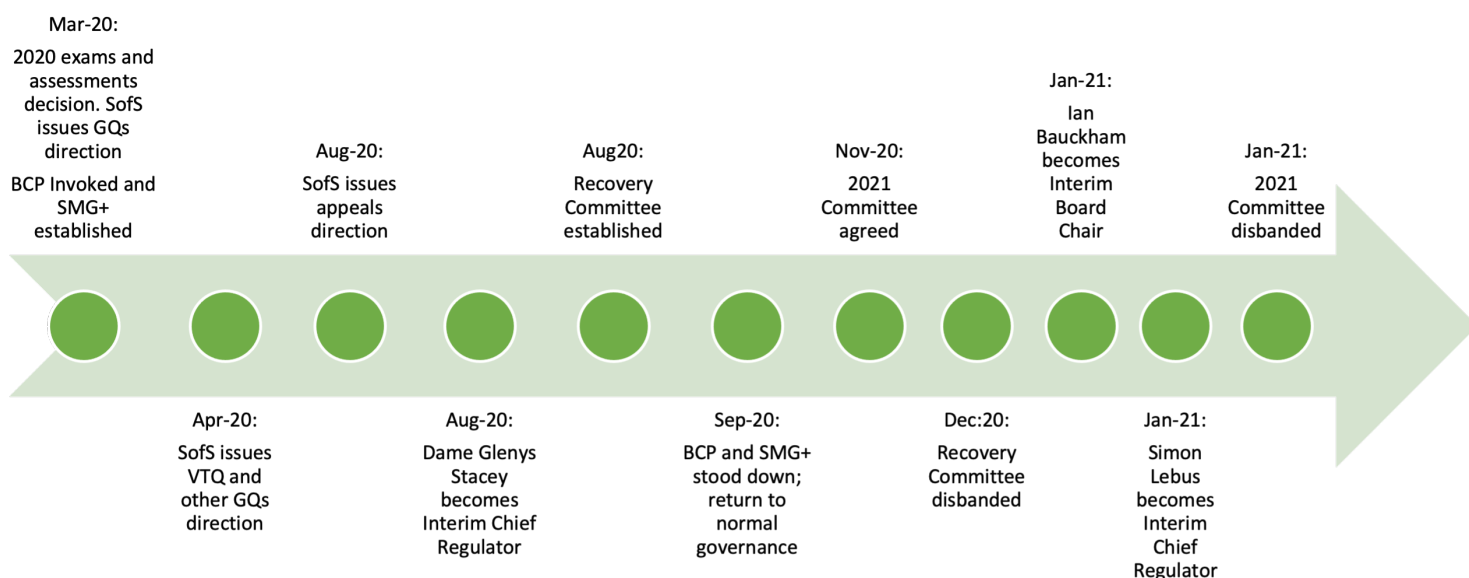 Mar-20:
2020 exams and
assessments
decision. SofS
issues GQs
direction
BCP Invoked and
SMG+
established
Apr-20:
SofS issues
VTQ and
other GQs
direction
Aug-20:
SofS issues
appeals
direction
Aug-20:
Dame Glenys
Stacey
becomes
Interim Chief
Regulator
Aug20:
Recovery
Committee
established
Sep-20:
BCP and SMG+
stood down;
return to
normal
governance
Nov-20:
2021
Committee
agreed
Dec:20:
Recovery
Committee
disbanded
Jan-21:
Ian
Bauckham
becomes
Interim
Board
Chair
Jan-21:
Simon
Lebus
becomes
Interim
Chief
Regulator
Jan-21:
2021
Committee
disbanded